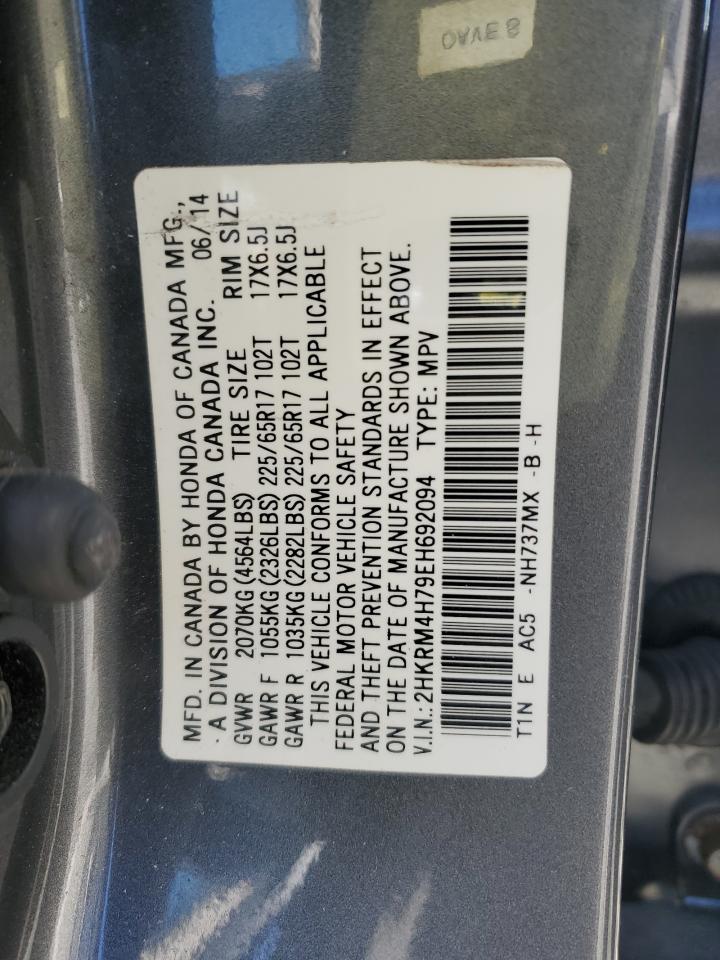 MFD. IN CANADA BY HONDA OF CANADA MFG.,
A DIVISION OF HONDA CANADA INC. 06/14
GVWR 2070KG(4564LBS) TIRE SIZE RIM SIZE
GAWR F 1055KG(2326LBS) 225/65R17 102T 17X6.5J
GAWR R 1035KG(2282LBS) 225/65R17 102T 17X6.5J
THIS VEHICLE CONFORMS TO ALL APPLICABLE
FEDERAL MOTOR VEHICLE SAFETY
AND THEFT PREVENTION STANDARDS IN EFFECT
ON THE DATE OF MANUFACTURE SHOWN ABOVE.
V.I.N.: 2HKRM4H79EH692094 TYPE: MPV
T1N E AC5 -NH737MX -B -H